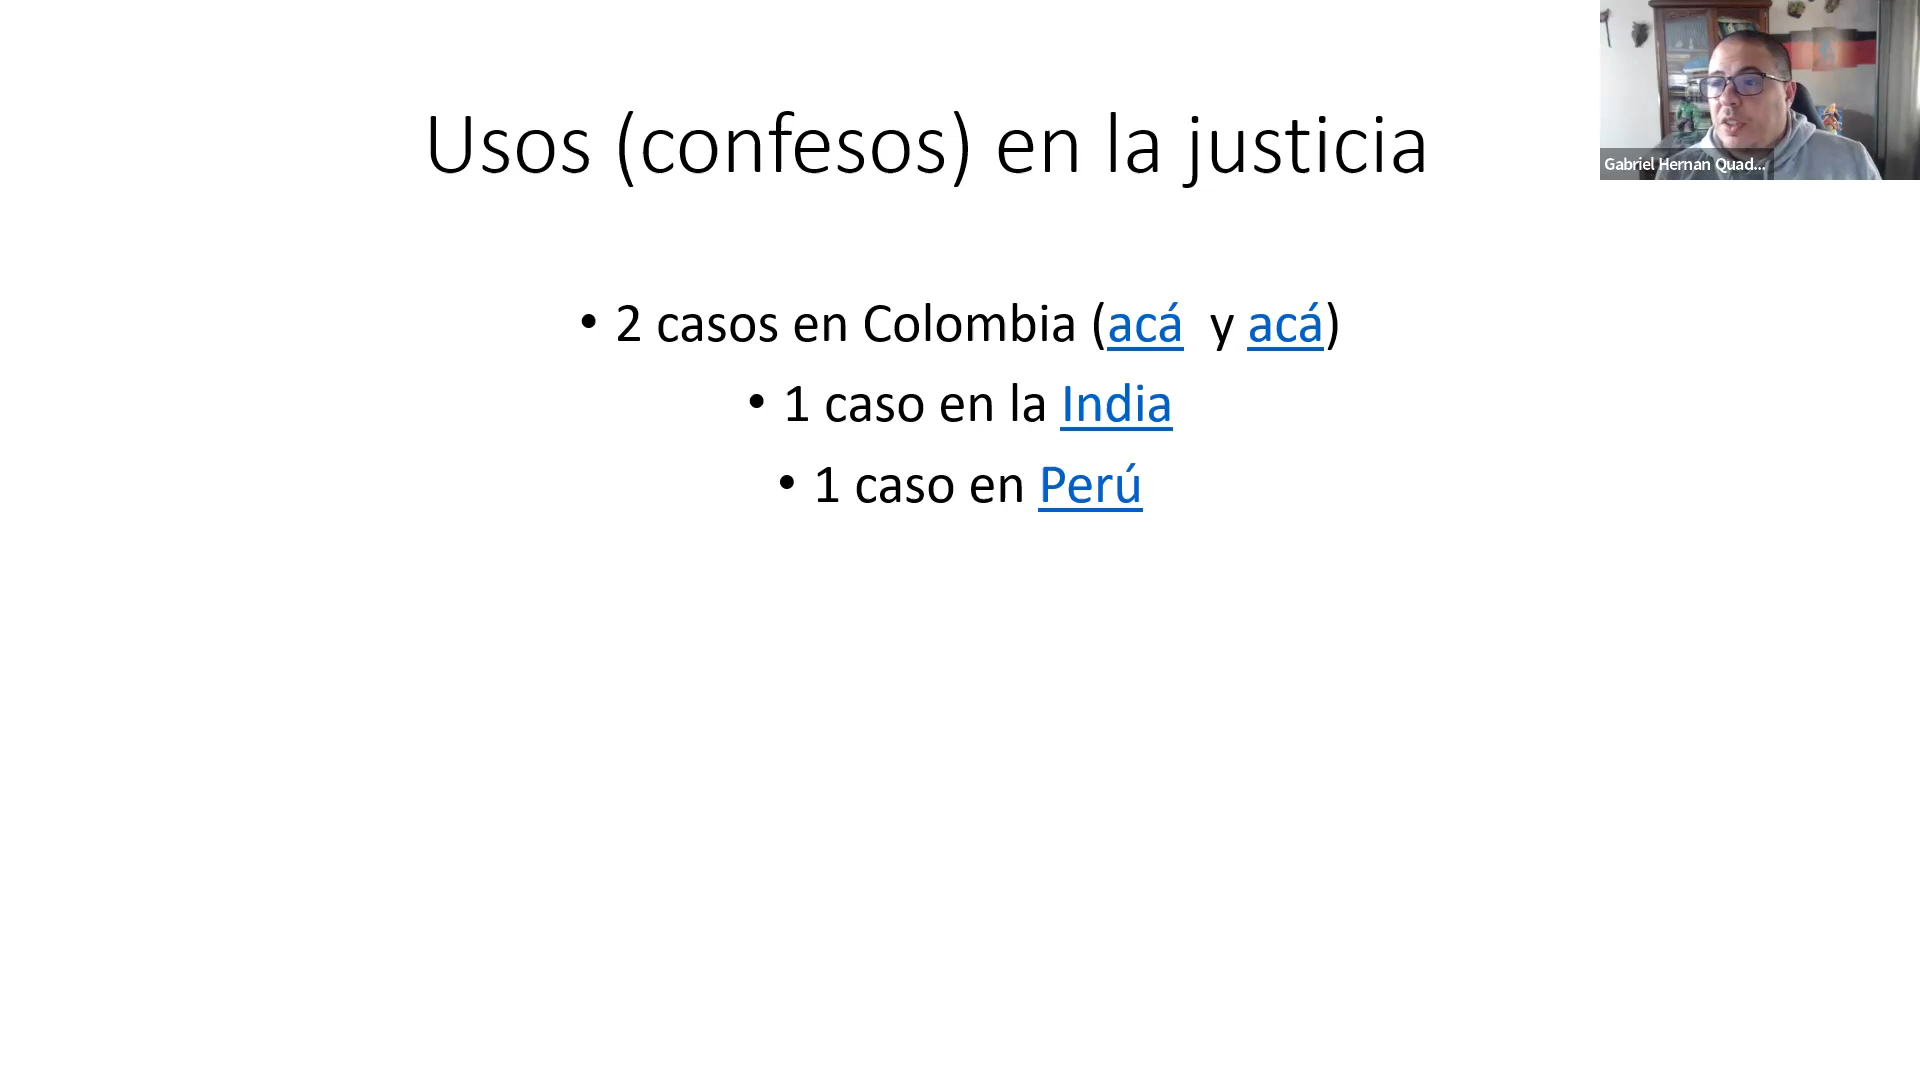 Usos (confesos) en la justicia
Gabriel Hernan Quad...
• 2 casos en Colombia (acá y acá)
• 1 caso en la India
• 1 caso en Perú